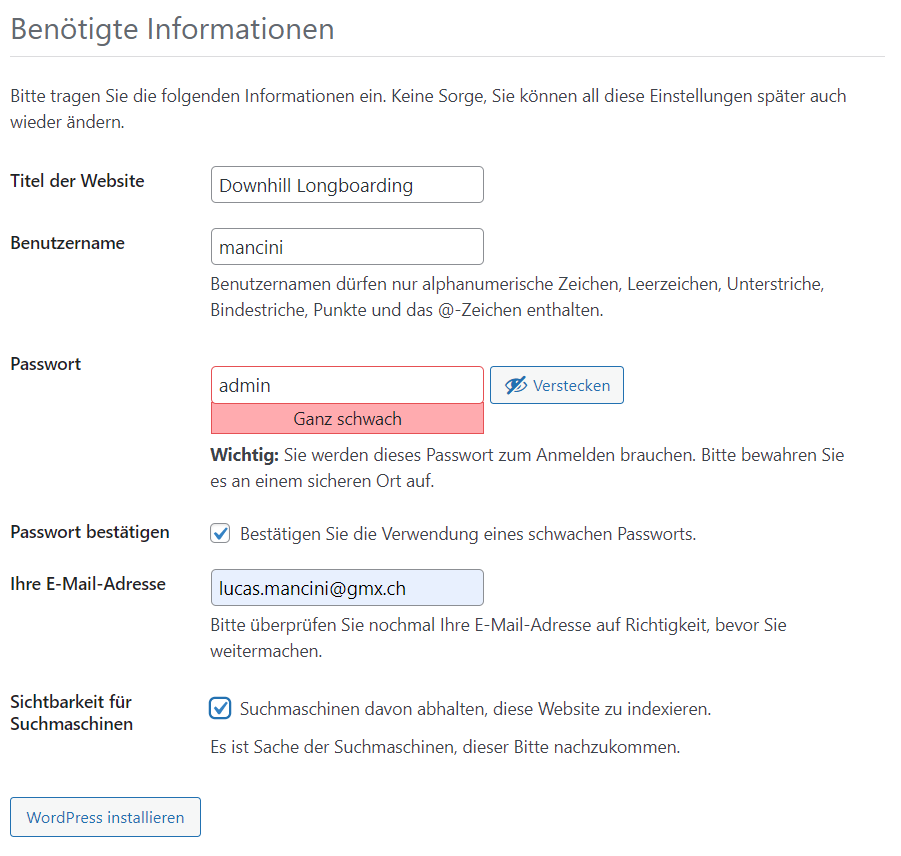 Benötigte Informationen
Bitte tragen Sie die folgenden Informationen ein. Keine Sorge, Sie können all diese Einstellungen später auch
wieder ändern.
Titel der Website
Downhill Longboarding
Benutzername
mancini
Benutzernamen dürfen nur alphanumerische Zeichen, Leerzeichen, Unterstriche,
Bindestriche, Punkte und das @-Zeichen enthalten.
Passwort
admin
Verstecken
Ganz schwach
Wichtig: Sie werden dieses Passwort zum Anmelden brauchen. Bitte bewahren Sie
es an einem sicheren Ort auf.
Passwort bestätigen
Bestätigen Sie die Verwendung eines schwachen Passworts.
Ihre E-Mail-Adresse
lucas.mancini@gmx.ch
Bitte überprüfen Sie nochmal Ihre E-Mail-Adresse auf Richtigkeit, bevor Sie
weitermachen.
Sichtbarkeit für
Suchmaschinen
Suchmaschinen davon abhalten, diese Website zu indexieren.
Es ist Sache der Suchmaschinen, dieser Bitte nachzukommen.
WordPress installieren